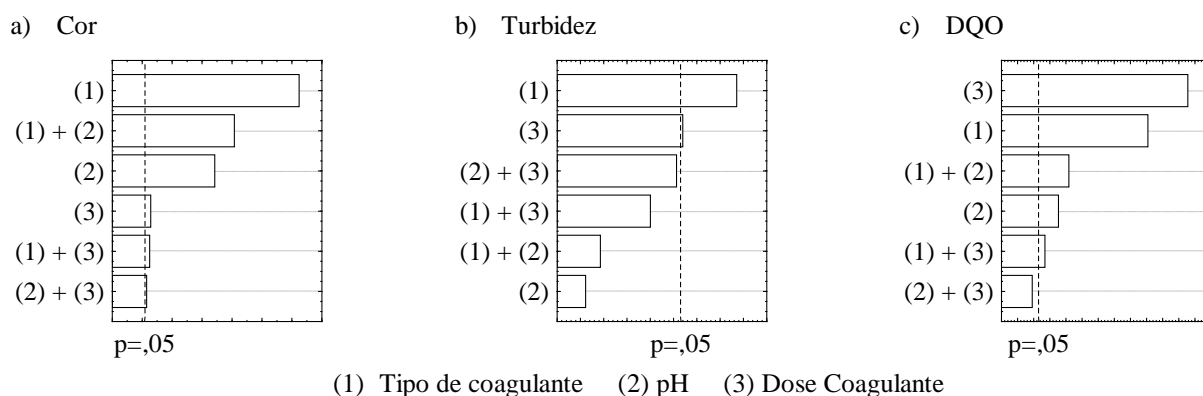 a) Cor
(1)
(1) + (2)
(2)
(3)
(1) + (3)
(2) + (3)
p=,05
b) Turbidez
(1)
(3)
(2) + (3)
(1) + (3)
(1) + (2)
(2)
p=,05
c) DQO
(3)
(1)
(1) + (2)
(2)
(1) + (3)
(2) + (3)
p=,05
(1) Tipo de coagulante (2) pH (3) Dose Coagulante